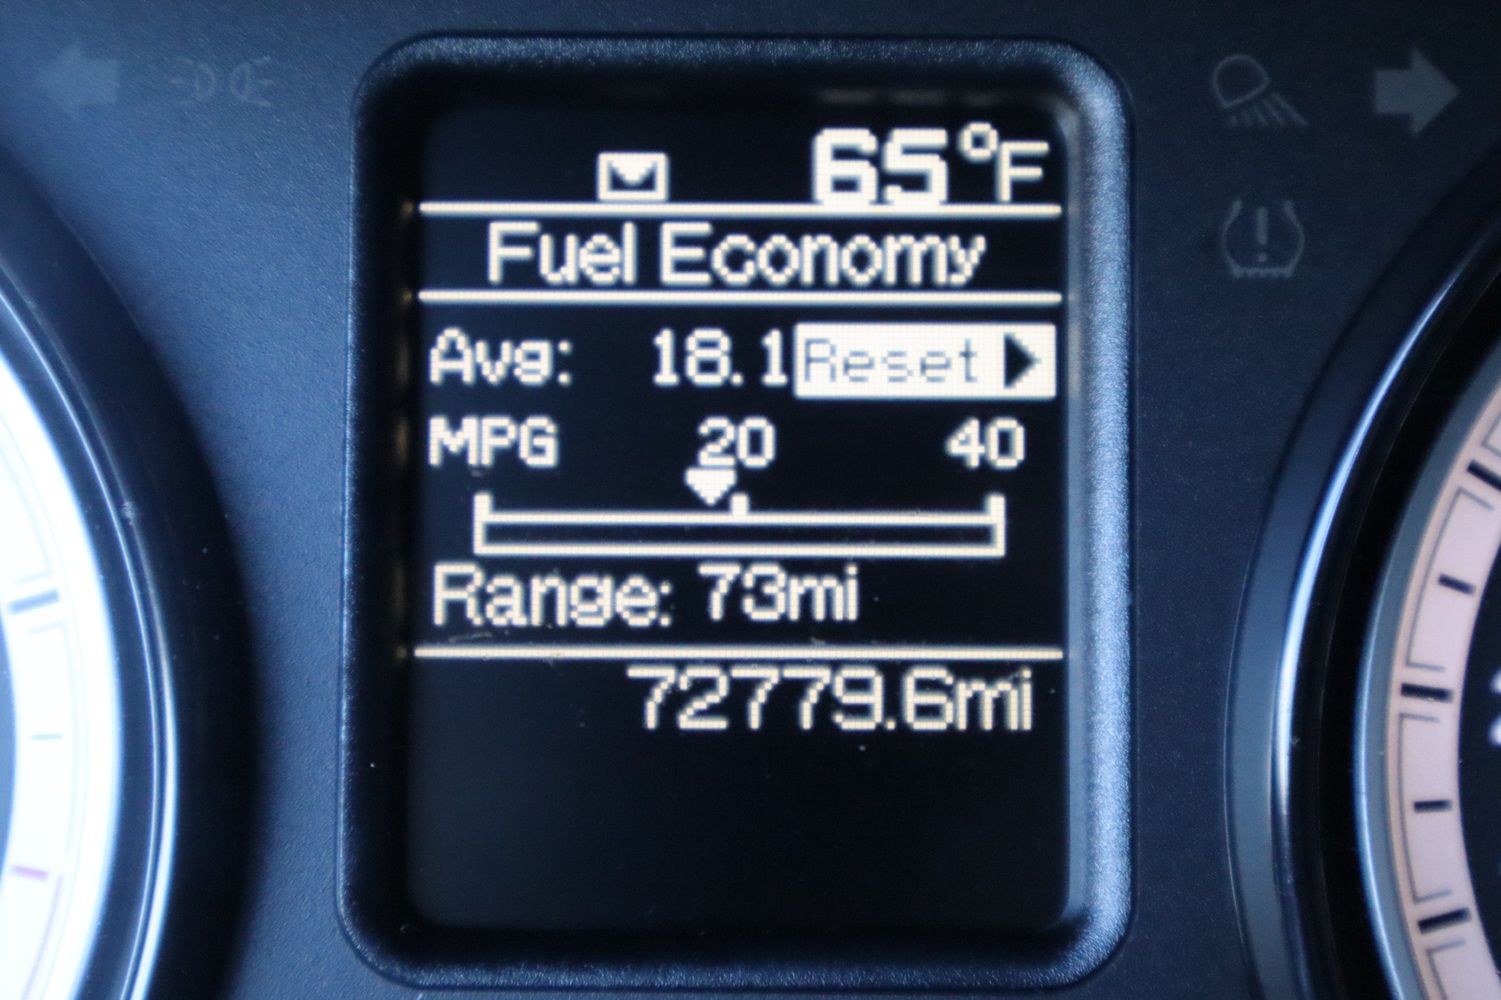 65°F
Fuel Economy
Avg: 18.1 Reset
MPG 20 40
Range: 73mi
72779.6mi